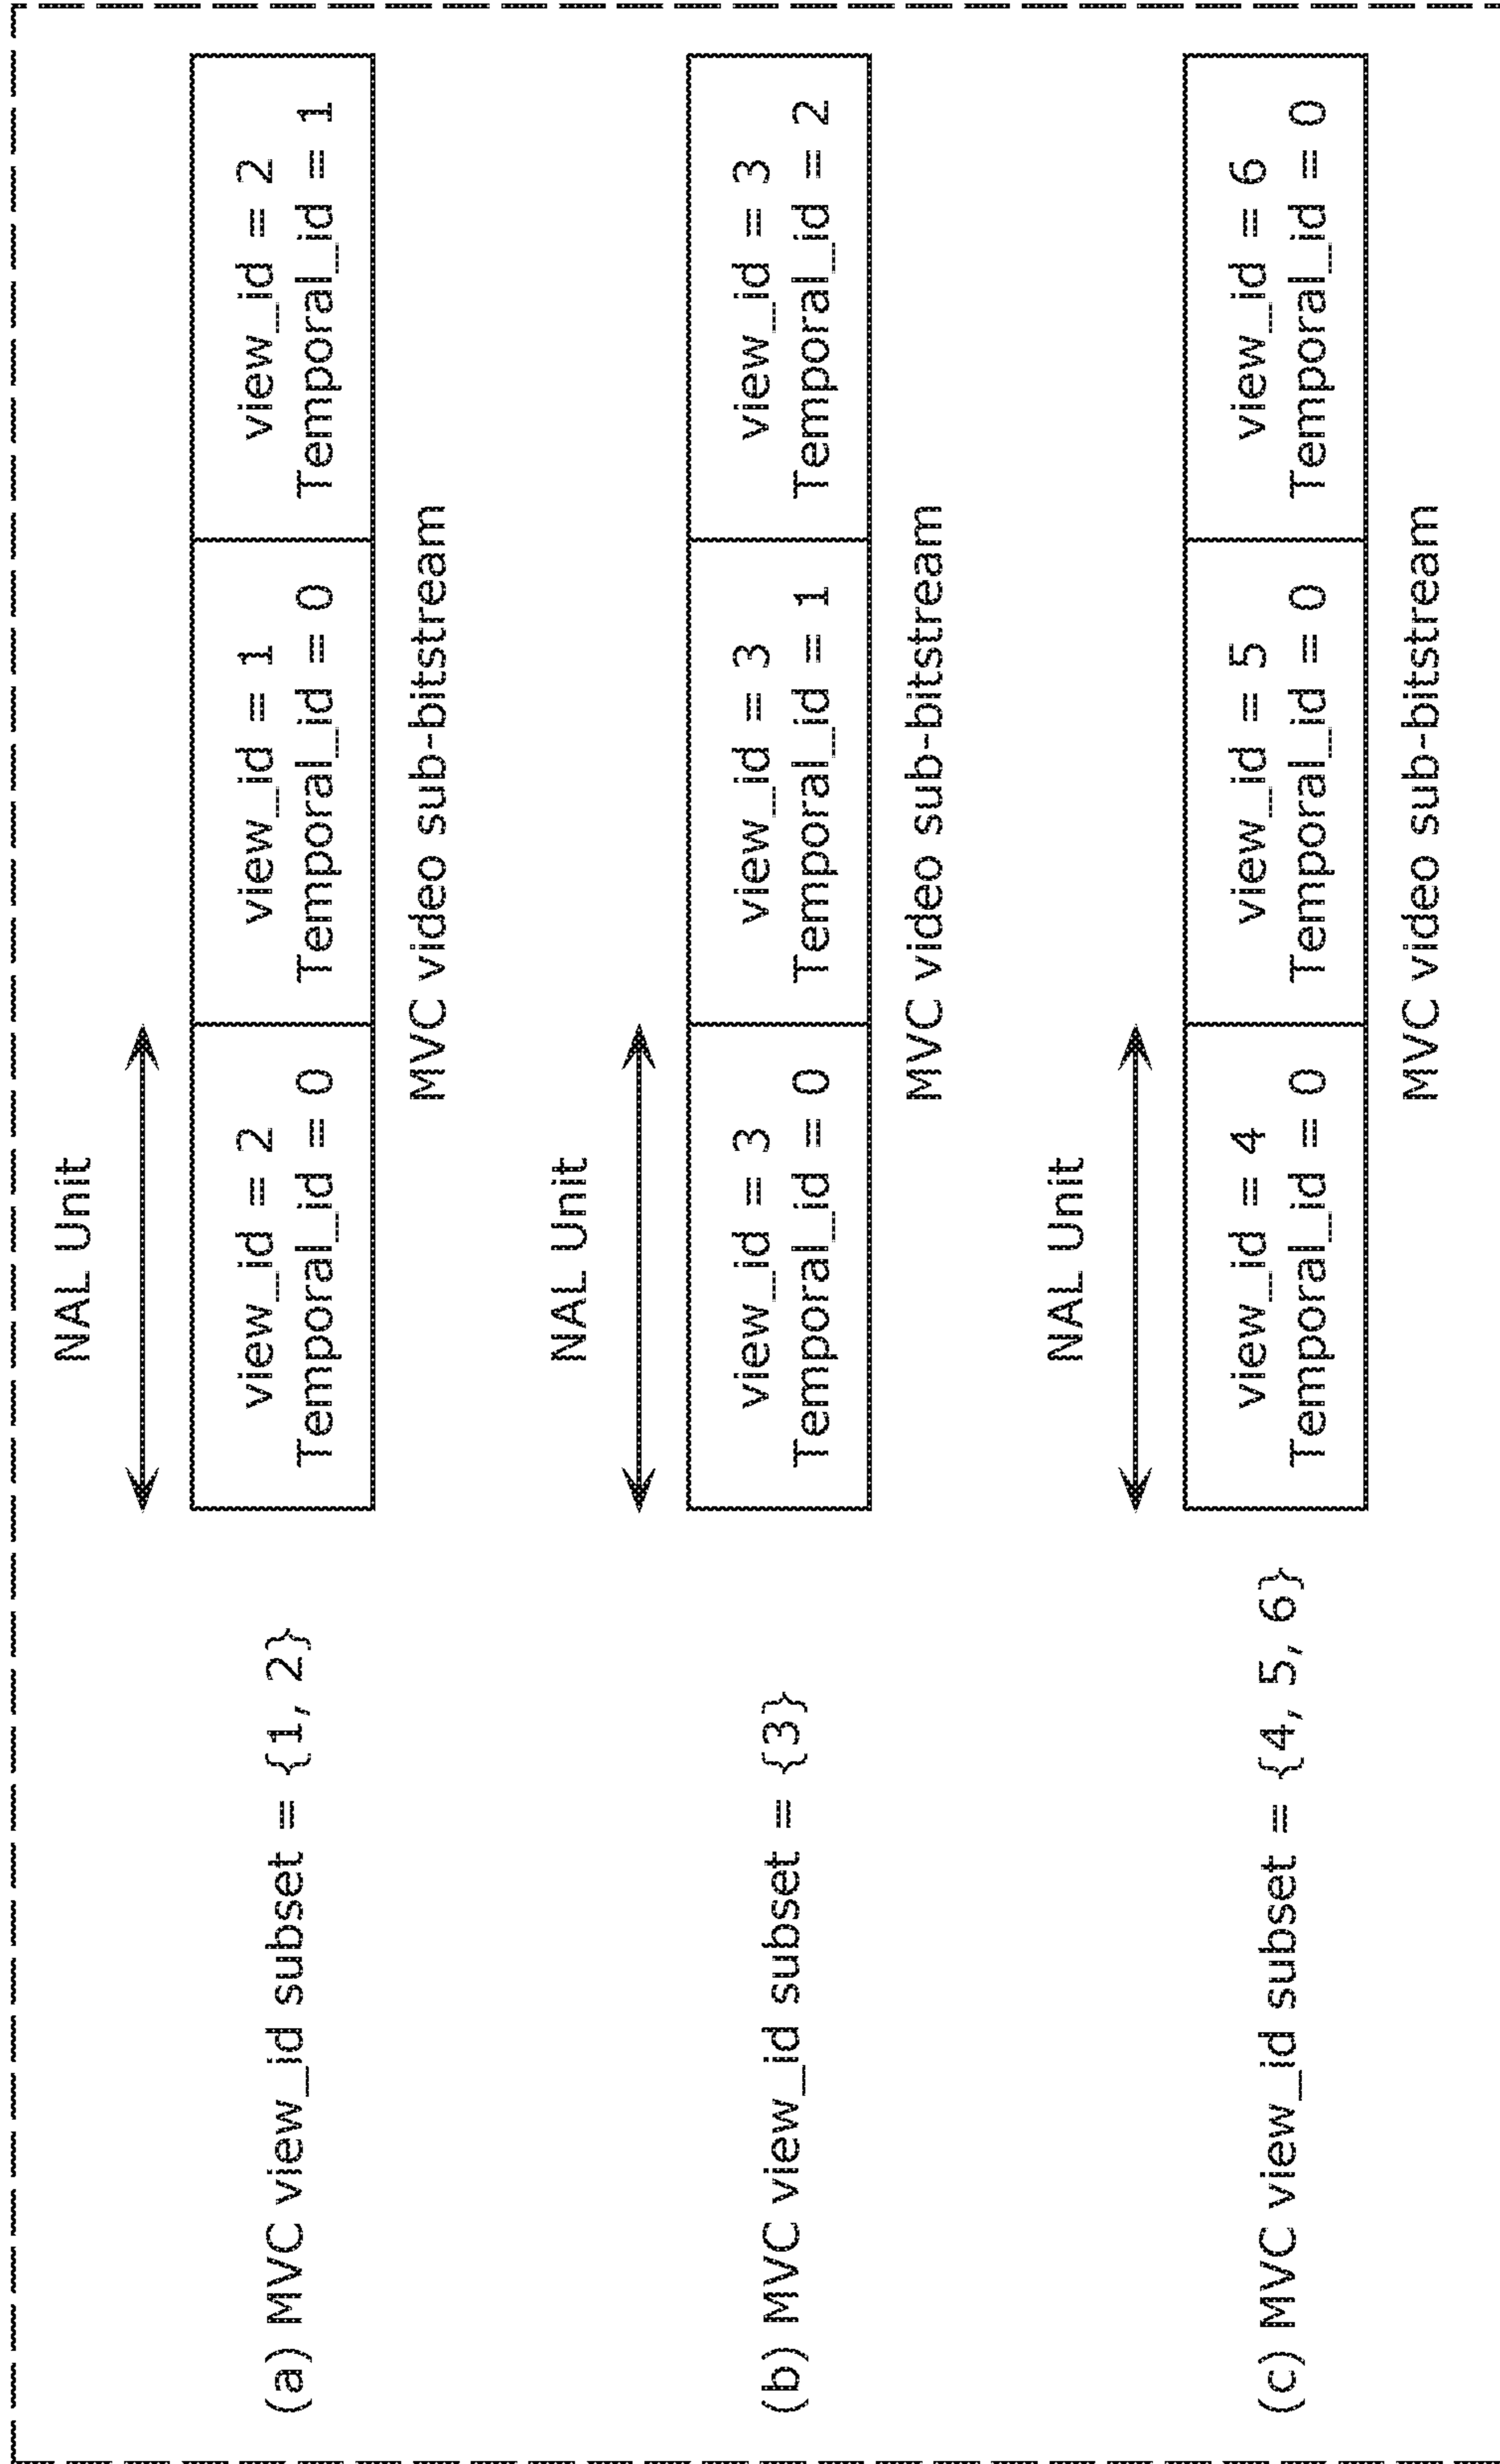 NAL Unit
(a) MVC view_id subset = {1, 2}
view_id = 2
Temporal_id = 0
view_id = 1
Temporal_id = 0
view_id = 2
Temporal_id = 1
MVC video sub-bitstream
NAL Unit
(b) MVC view_id subset = {3}
view_id = 3
Temporal_id = 0
view_id = 3
Temporal_id = 1
view_id = 3
Temporal_id = 2
MVC video sub-bitstream
NAL Unit
(c) MVC view_id subset = {4, 5, 6}
view_id = 4
Temporal_id = 0
view_id = 5
Temporal_id = 0
view_id = 6
Temporal_id = 0
MVC video sub-bitstream